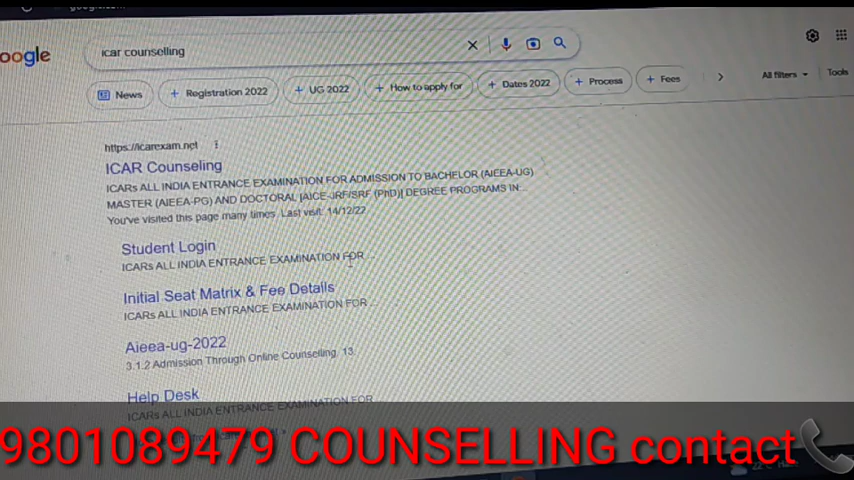 google.com
oogle
icar counselling
News
+ Registration 2022
+ UG 2022
+ How to apply for
+ Dates 2022
+ Process
+ Fees
All filters
Tools
https://icarexam.net
ICAR Counseling
ICARs ALL INDIA ENTRANCE EXAMINATION FOR ADMISSION TO BACHELOR (AIEEA-UG)
MASTER (AIEEA-PG) AND DOCTORAL [AICE-JRF/SRF (PhD)] DEGREE PROGRAMS IN...
You've visited this page many times. Last visit: 14/12/22
Student Login
ICARs ALL INDIA ENTRANCE EXAMINATION FOR ...
Initial Seat Matrix & Fee Details
ICARs ALL INDIA ENTRANCE EXAMINATION FOR ...
Aieea-ug-2022
3.1.2 Admission Through Online Counselling. 13.
Help Desk
ICARs ALL INDIA ENTRANCE EXAMINATION FOR ...
9801089479 COUNSELLING contact